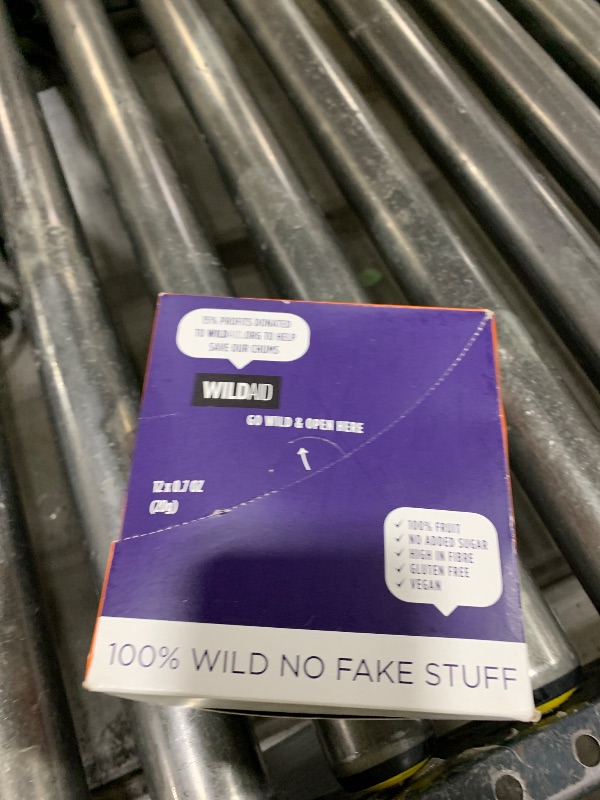 15% PROFITS DONATED
TO WILDAID.ORG TO HELP
SAVE OUR CHUMS
WILDAID
GO WILD & OPEN HERE
12 x 0.7 OZ
(20g)
✓ 100% FRUIT
✓ NO ADDED SUGAR
✓ HIGH IN FIBRE
✓ GLUTEN FREE
✓ VEGAN
100% WILD NO FAKE STUFF